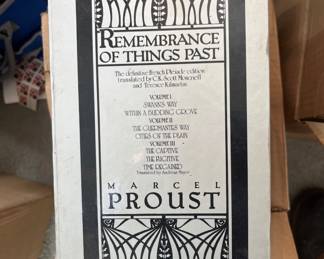 REMEMBRANCE
OF THINGS PAST
The definitive French Pleiade edition
translated by C.K. Scott Moncrieff
and Terence Kilmartin
VOLUME I
SWANN'S WAY
WITHIN A BUDDING GROVE
VOLUME II
THE GUERMANTES WAY
CITIES OF THE PLAIN
VOLUME III
THE CAPTIVE
THE FUGITIVE
TIME REGAINED
Translated by Andreas Mayor
MARCEL
PROUST